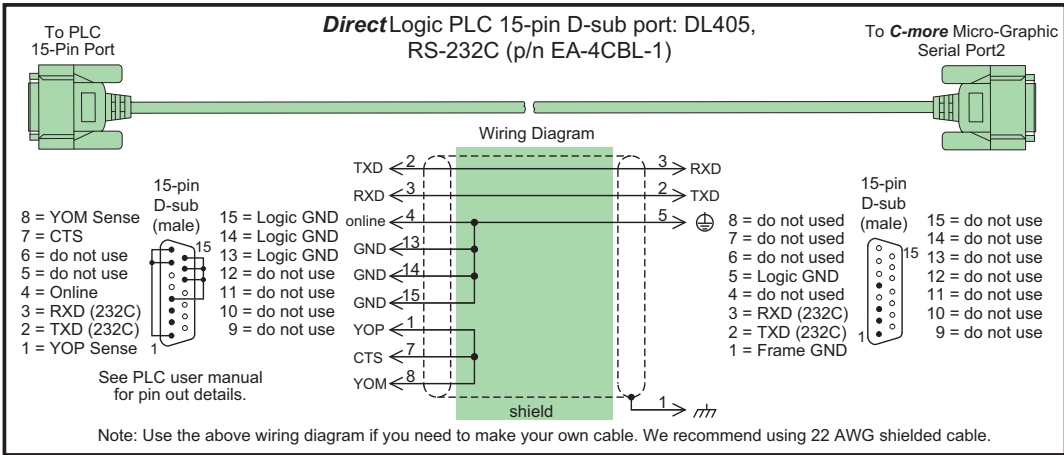 DirectLogic PLC 15-pin D-sub port: DL405,
RS-232C (p/n EA-4CBL-1)
To PLC
15-Pin Port
To C-more Micro-Graphic
Serial Port2
Wiring Diagram
TXD 2 3 RXD
RXD 3 2 TXD
online 4 5
GND 13
GND 14
GND 15
YOP 1
CTS 7
YOM 8
1
shield
15-pin
D-sub
(male)
8 = YOM Sense
7 = CTS
6 = do not use
5 = do not use
4 = Online
3 = RXD (232C)
2 = TXD (232C)
1 = YOP Sense
15
1
15 = Logic GND
14 = Logic GND
13 = Logic GND
12 = do not use
11 = do not use
10 = do not use
9 = do not use
See PLC user manual
for pin out details.
15-pin
D-sub
(male)
8 = do not used
7 = do not used
6 = do not used
5 = Logic GND
4 = do not used
3 = RXD (232C)
2 = TXD (232C)
1 = Frame GND
15
1
15 = do not use
14 = do not use
13 = do not use
12 = do not use
11 = do not use
10 = do not use
9 = do not use
Note: Use the above wiring diagram if you need to make your own cable. We recommend using 22 AWG shielded cable.